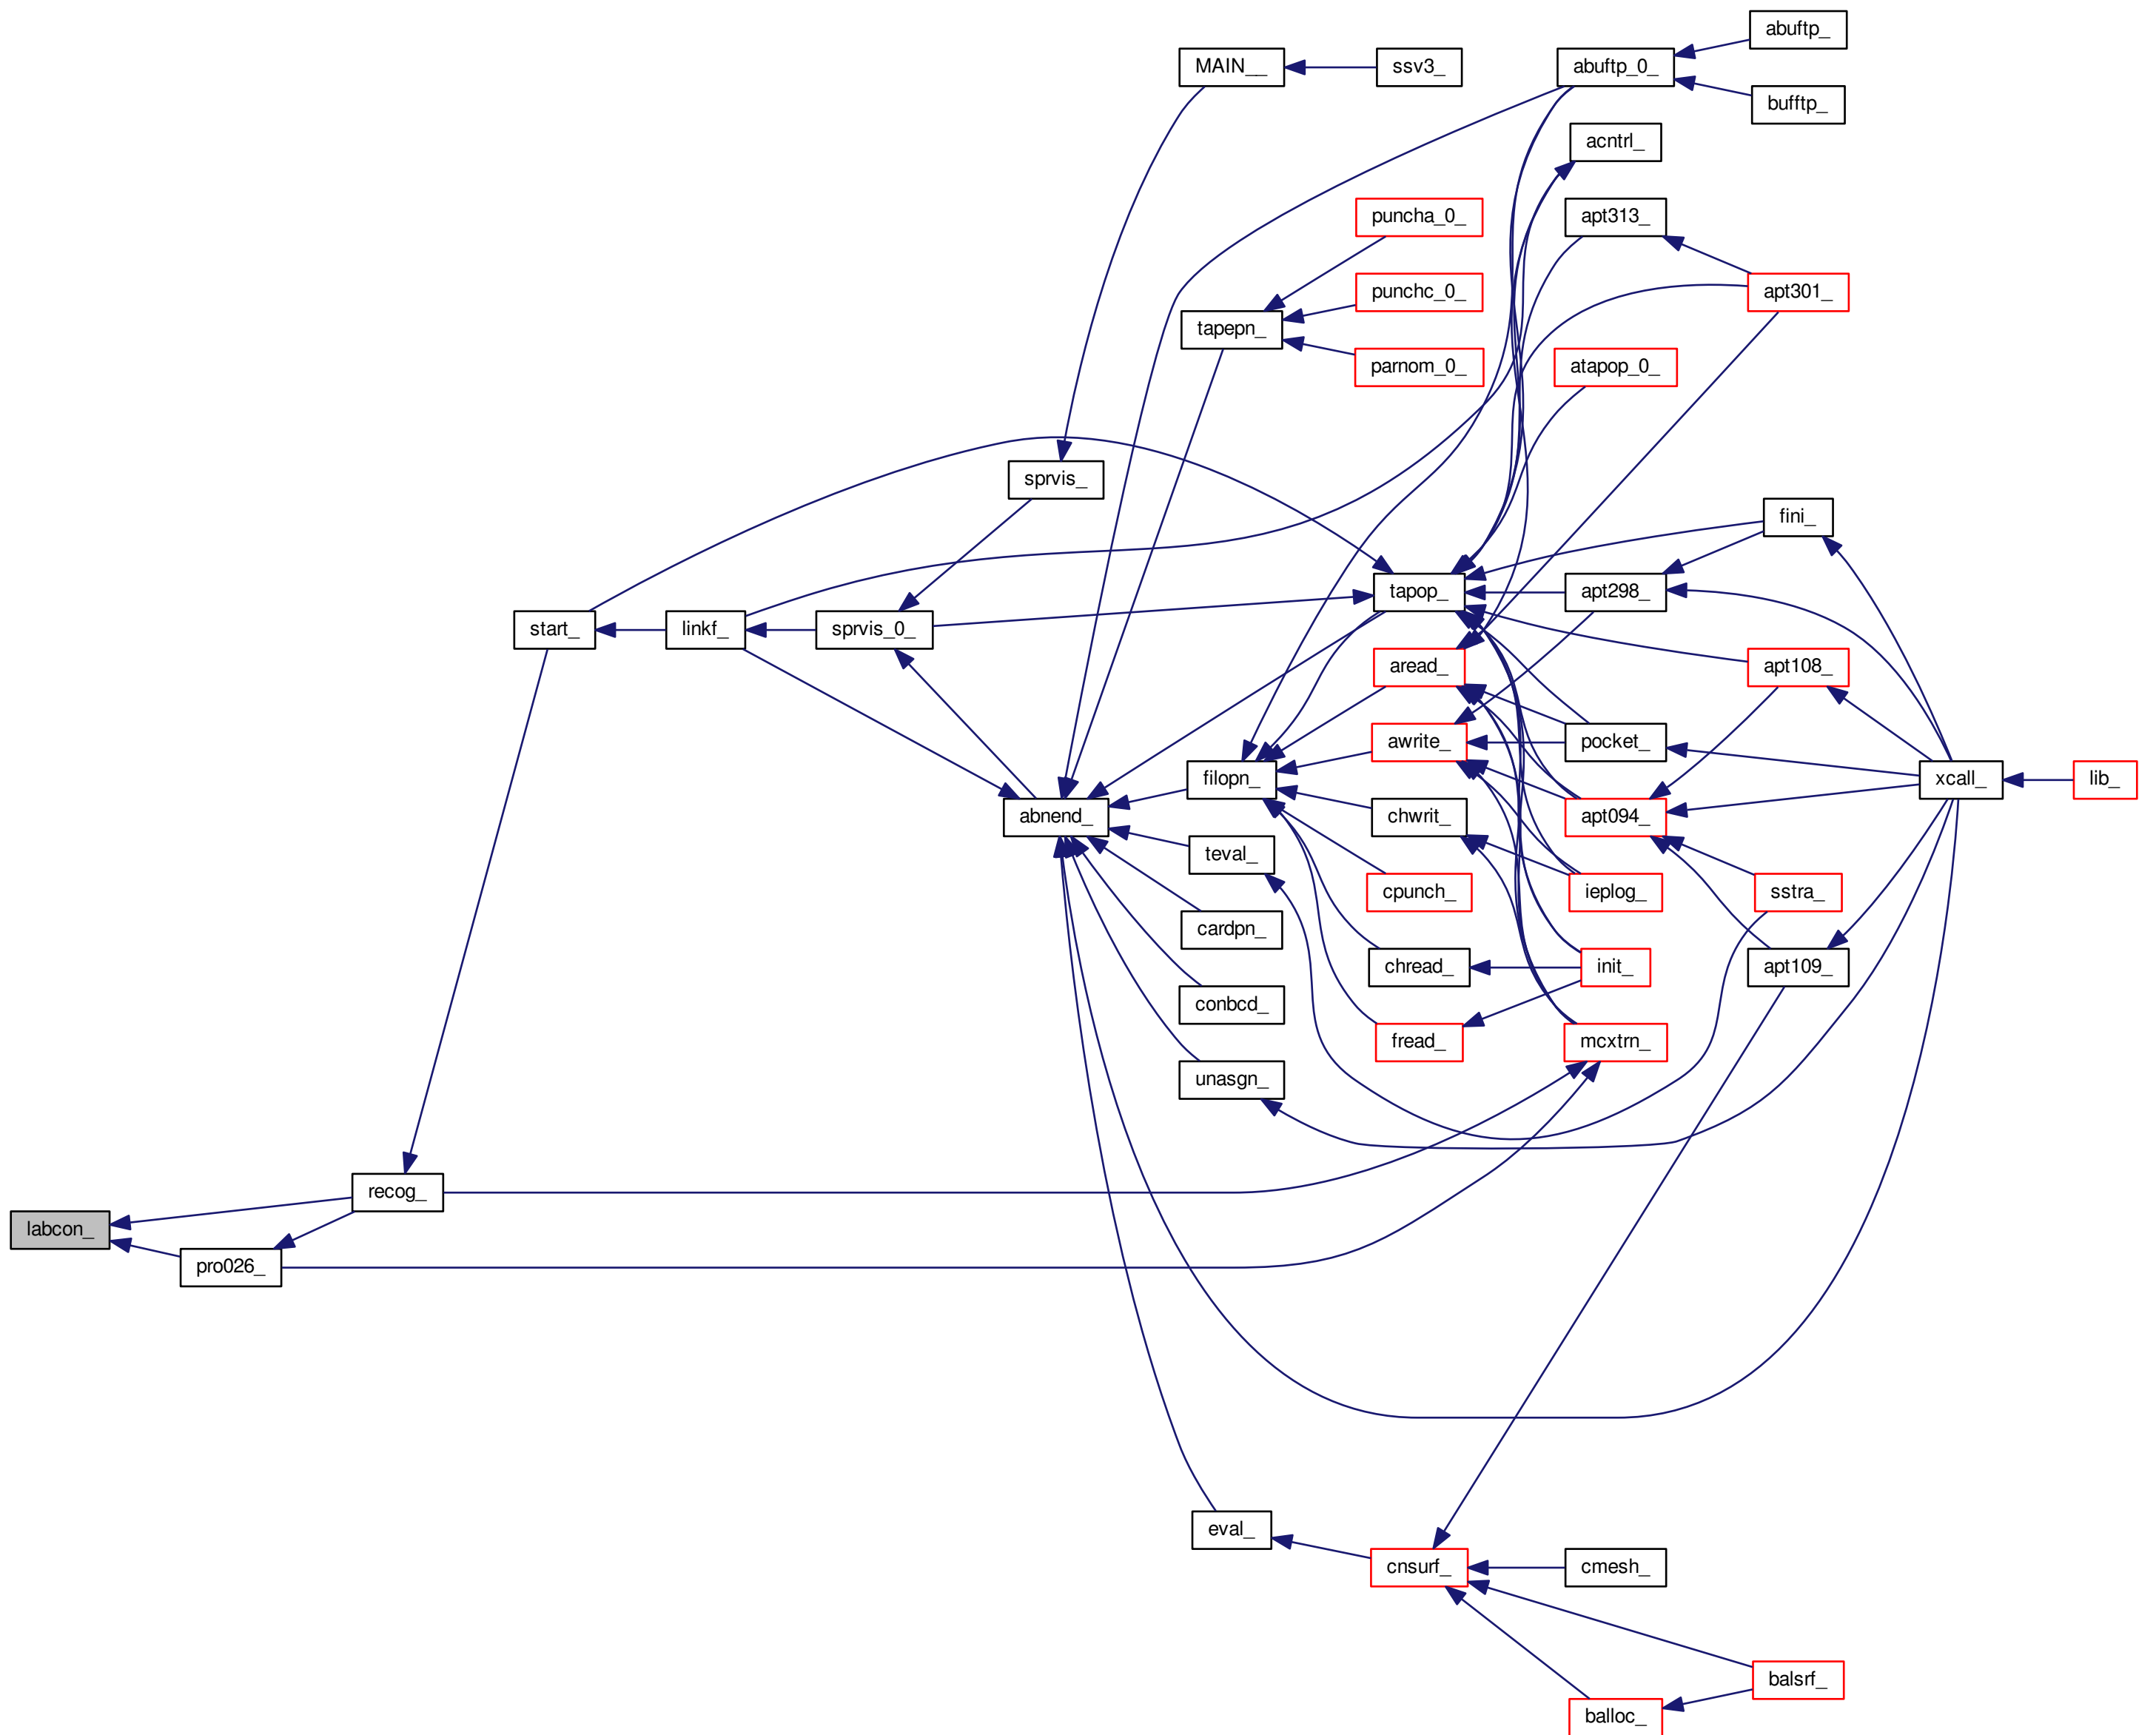 abuftp_
MAIN__
ssv3_
abuftp_0_
bufftp_
acntrl_
puncha_0_
apt313_
punchc_0_
apt301_
tapepn_
parnom_0_
atapop_0_
sprvis_
fini_
tapop_
apt298_
start_
linkf_
sprvis_0_
aread_
apt108_
awrite_
pocket_
filopn_
xcall_
lib_
abnend_
chwrit_
apt094_
teval_
cpunch_
ieplog_
sstra_
cardpn_
chread_
init_
apt109_
conbcd_
fread_
mcxtrn_
unasgn_
recog_
labcon_
pro026_
eval_
cnsurf_
cmesh_
balsrf_
balloc_